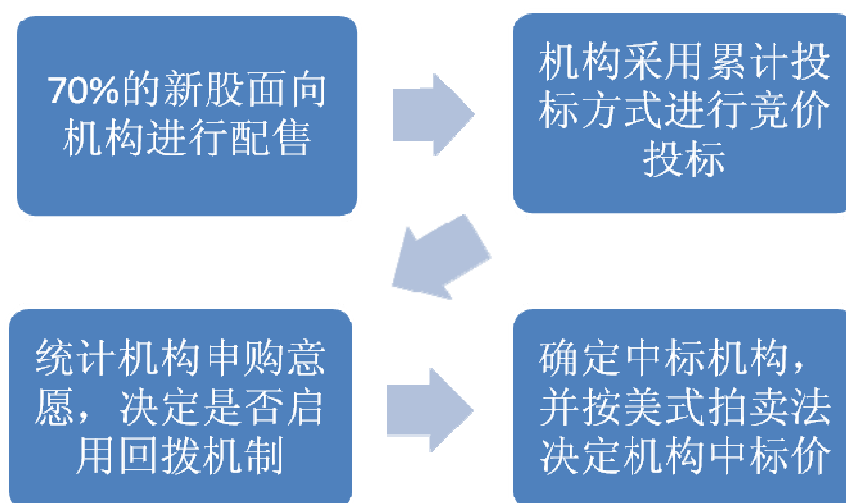 70%的新股面向
机构进行配售
机构采用累计投
标方式进行竞价
投标
统计机构申购意
愿，决定是否启
用回拨机制
确定中标机构，
并按美式拍卖法
决定机构中标价